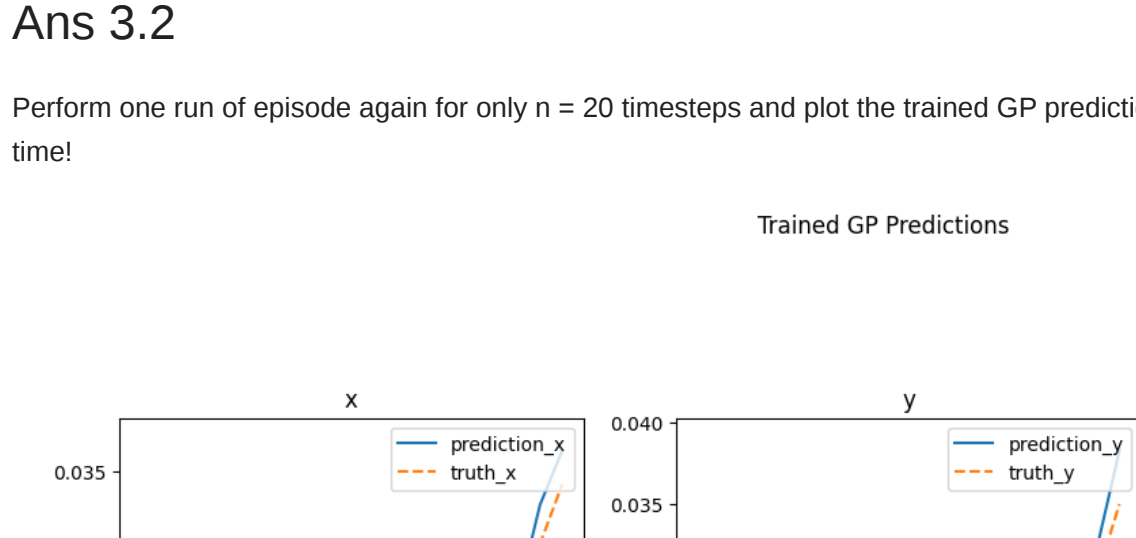 Ans 3.2
Perform one run of episode again for only n = 20 timesteps and plot the trained GP
time!
Trained GP Predictions
x
y
prediction_x
truth_x
0.035
0.040
prediction_y
truth_y
0.035